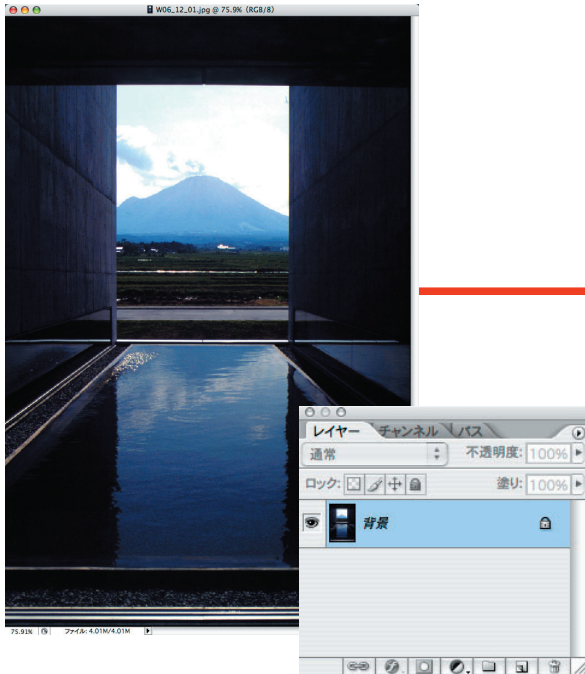 W06_12_01.jpg @ 75.9% (RGB/8)
レイヤー チャンネル パス
通常 不透明度: 100%
ロック: 塗り: 100%
背景
75.91% ファイル: 4.01M/4.01M